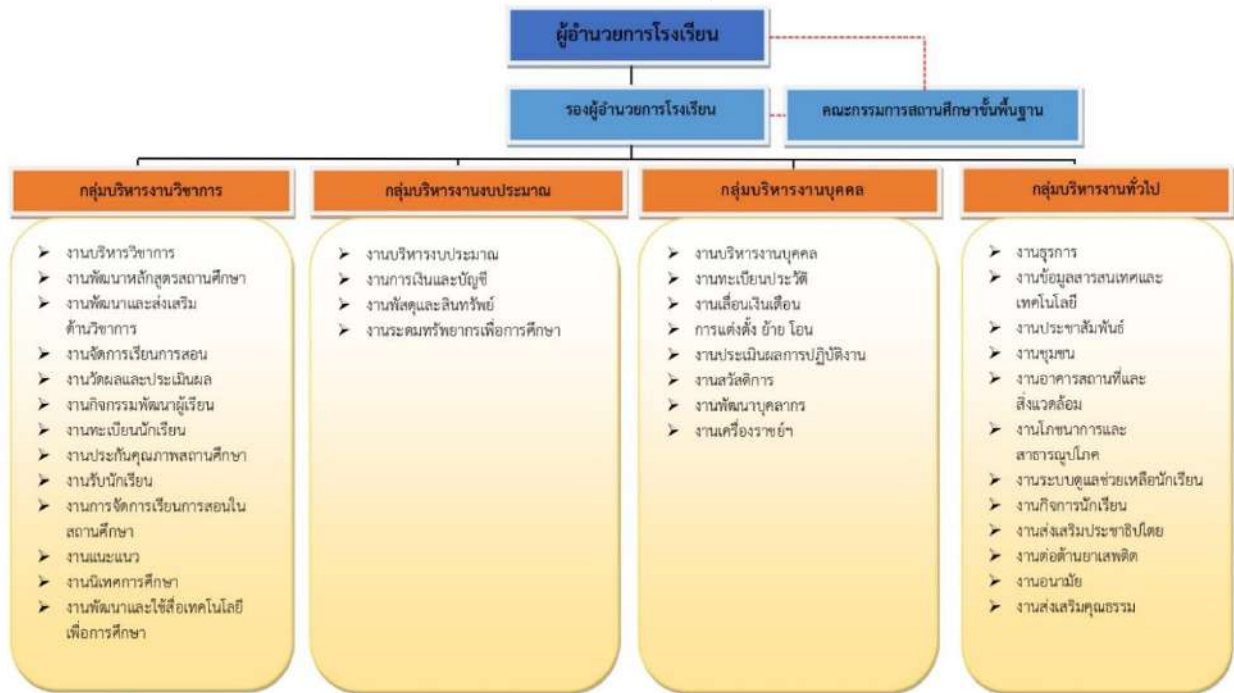 ผู้อำนวยการโรงเรียน
รองผู้อำนวยการโรงเรียน
คณะกรรมการสถานศึกษาขั้นพื้นฐาน
กลุ่มบริหารงานวิชาการ
งานบริหารวิชาการ
งานพัฒนาหลักสูตรสถานศึกษา
งานพัฒนาและส่งเสริม
ด้านวิชาการ
งานจัดการเรียนการสอน
งานวัดผลและประเมินผล
งานกิจกรรมพัฒนาผู้เรียน
งานทะเบียนนักเรียน
งานประกันคุณภาพสถานศึกษา
งานรับนักเรียน
งานการจัดการเรียนการสอนใน
สถานศึกษา
งานแนะแนว
งานนิเทศการศึกษา
งานพัฒนาและใช้สื่อเทคโนโลยี
เพื่อการศึกษา
กลุ่มบริหารงานงบประมาณ
งานบริหารงบประมาณ
งานการเงินและบัญชี
งานพัสดุและสินทรัพย์
งานระดมทรัพยากรเพื่อการศึกษา
กลุ่มบริหารงานบุคคล
งานบริหารงานบุคคล
งานทะเบียนประวัติ
งานเลื่อนเงินเดือน
การแต่งตั้ง ย้าย โอน
งานประเมินผลการปฏิบัติงาน
งานสวัสดิการ
งานพัฒนาบุคลากร
งานเครื่องราชย์ฯ
กลุ่มบริหารงานทั่วไป
งานธุรการ
งานข้อมูลสารสนเทศและ
เทคโนโลยี
งานประชาสัมพันธ์
งานชุมชน
งานอาคารสถานที่และ
สิ่งแวดล้อม
งานโภชนาการและ
สาธารณูปโภค
งานระบบดูแลช่วยเหลือนักเรียน
งานกิจการนักเรียน
งานส่งเสริมประชาธิปไตย
งานต่อต้านยาเสพติด
งานอนามัย
งานส่งเสริมคุณธรรม